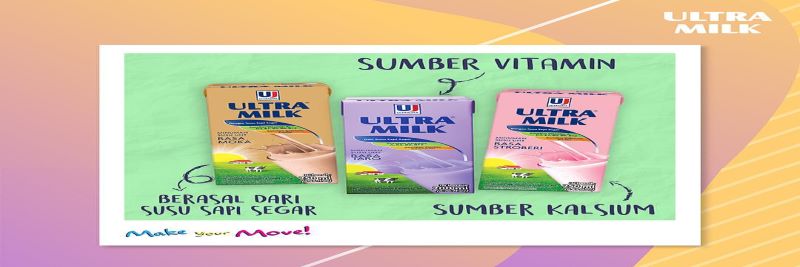 ULTRA
MILK
SUMBER VITAMIN
U
ULTRA
MILK
RASA
MOKA
U
ULTRA
MILK
RASA
TARO
U
ULTRA
MILK
RASA
STROBERI
BERASAL DARI
SUSU SAPI SEGAR
SUMBER KALSIUM
Make your Move!